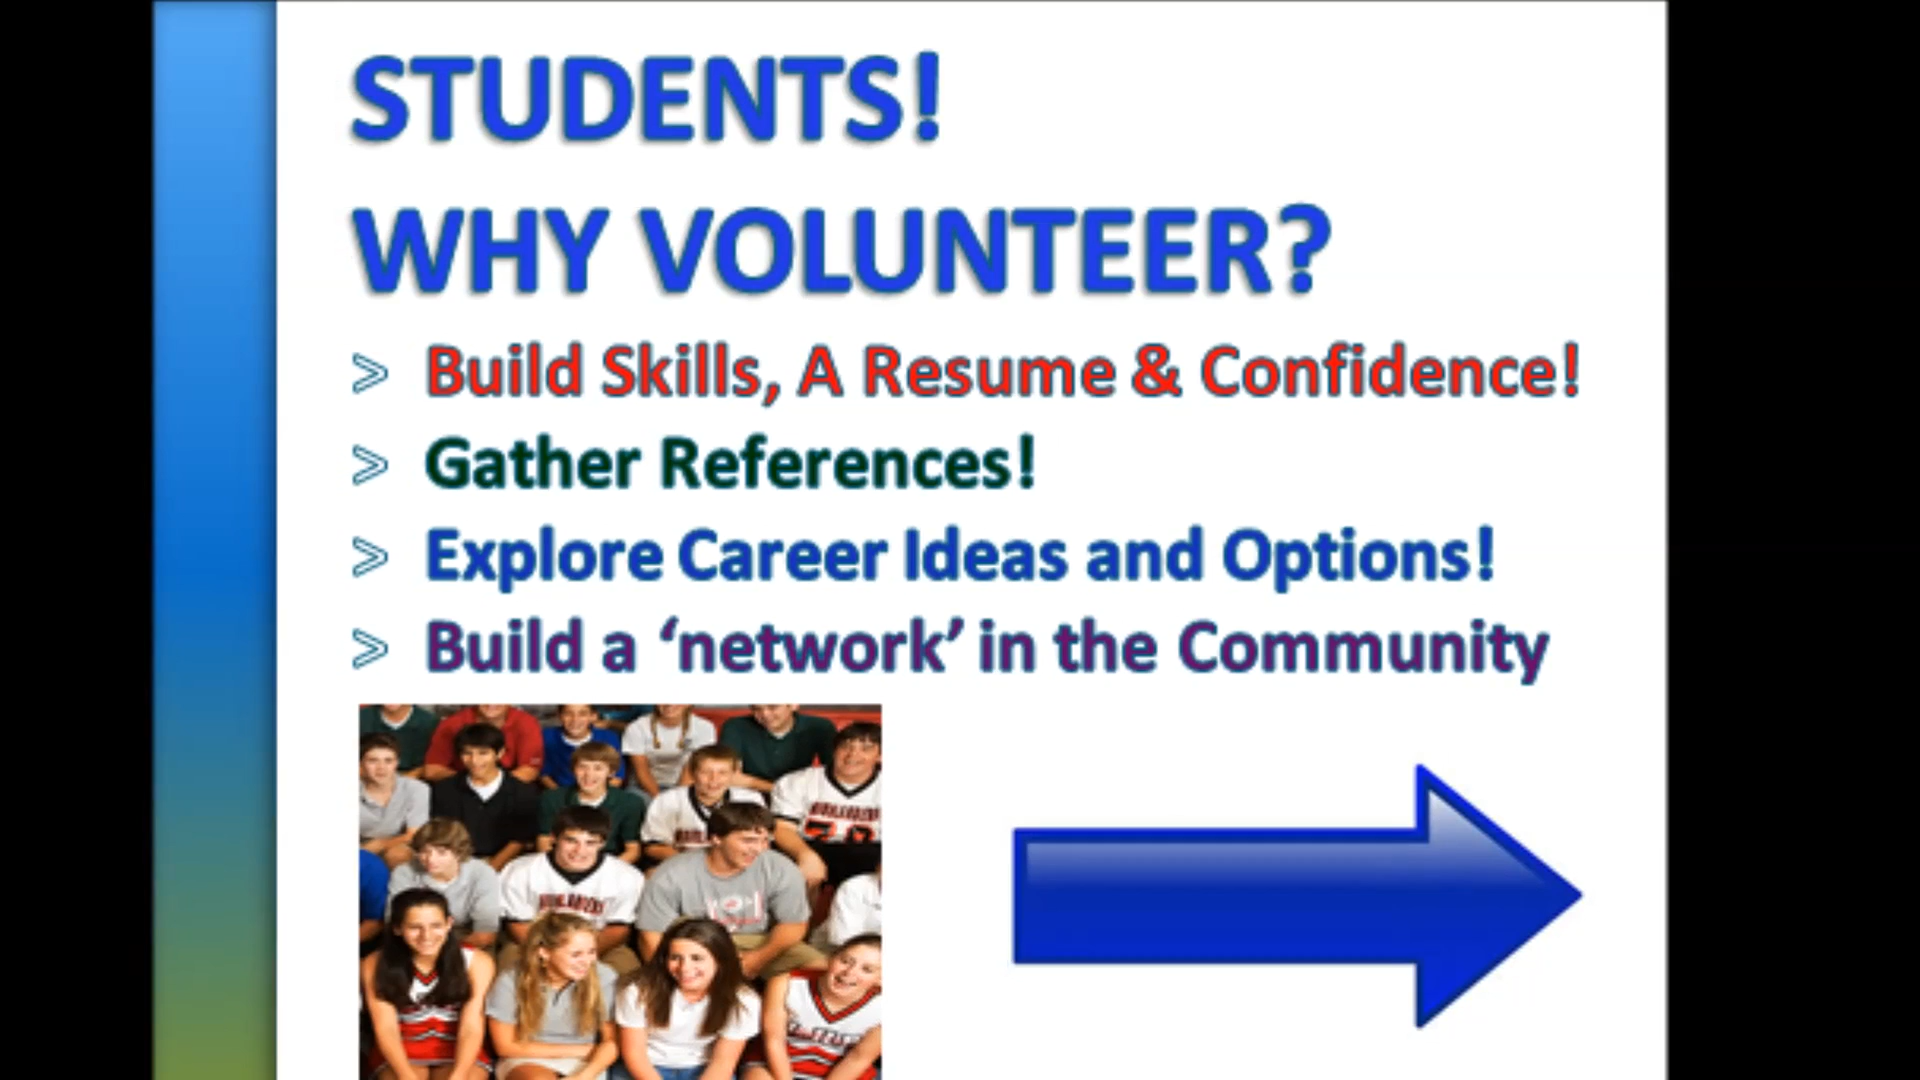 STUDENTS!
WHY VOLUNTEER?
> Build Skills, A Resume & Confidence!
> Gather References!
> Explore Career Ideas and Options!
> Build a ‘network’ in the Community